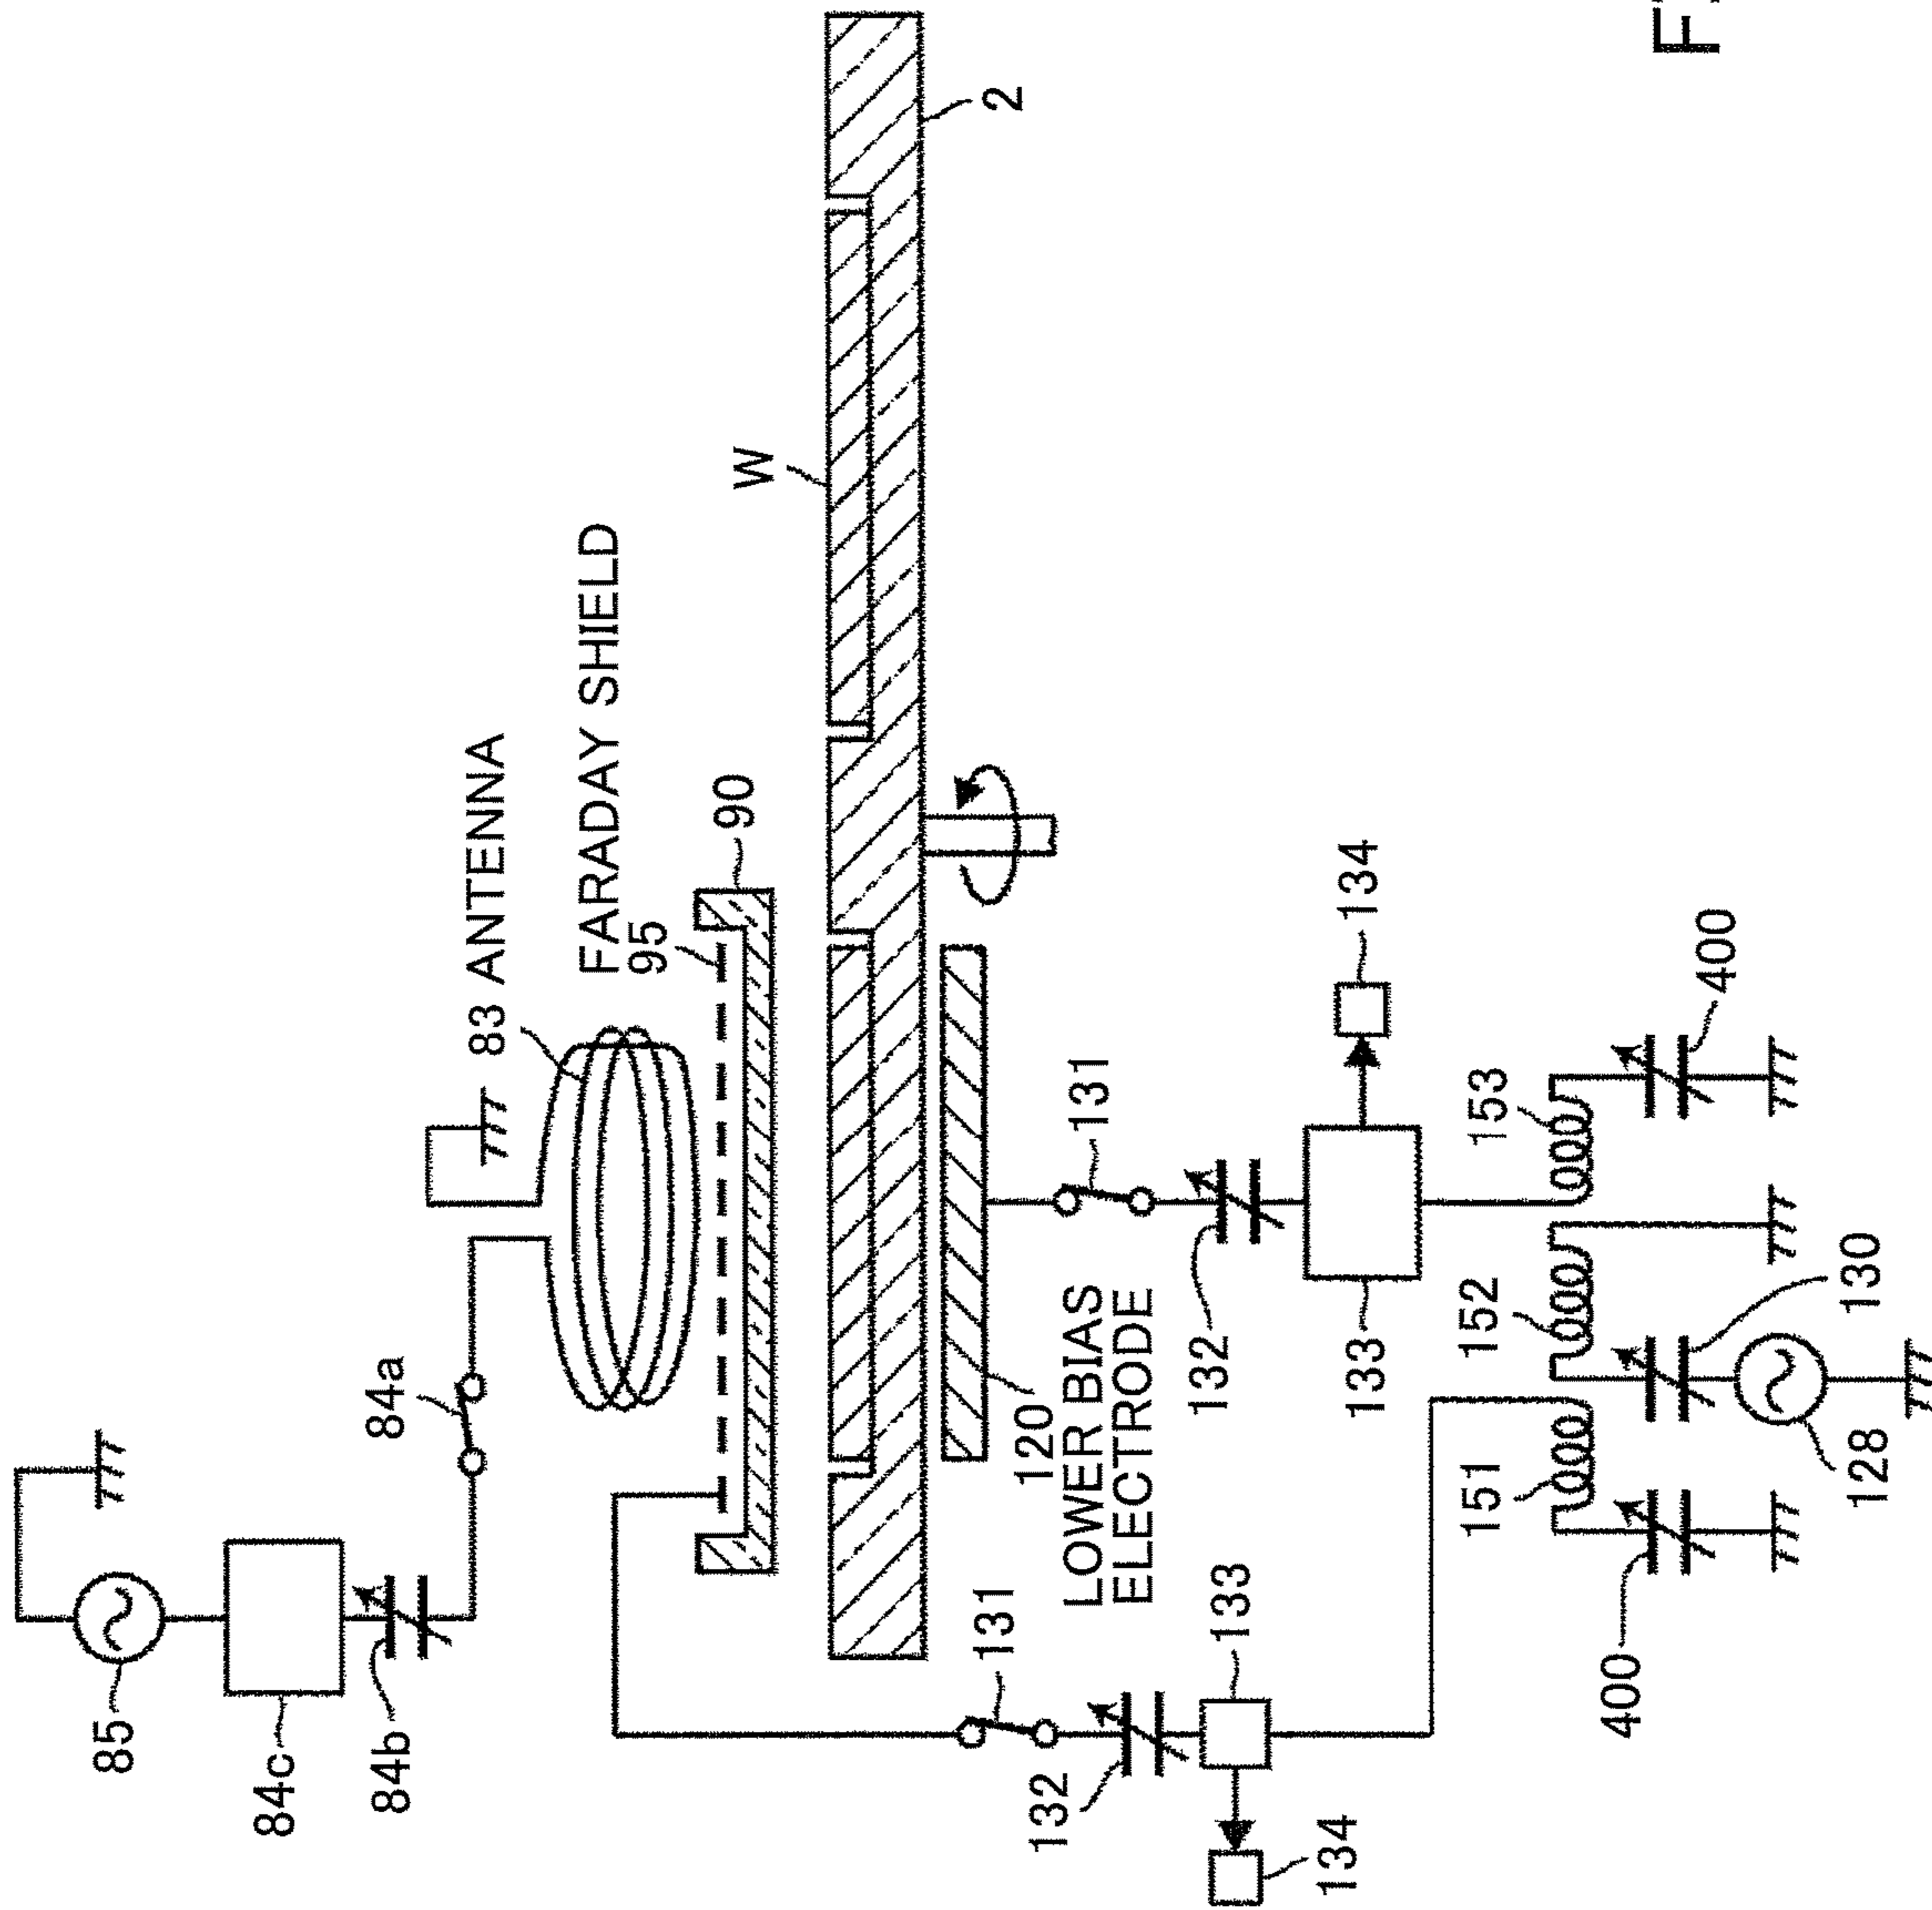 85
84c
84b
84a
83 ANTENNA
FARADAY SHIELD
95
90
W
2
131
132
133
134
120
LOWER BIAS
ELECTRODE
131
132
133
134
151
152
153
400
128
130
400